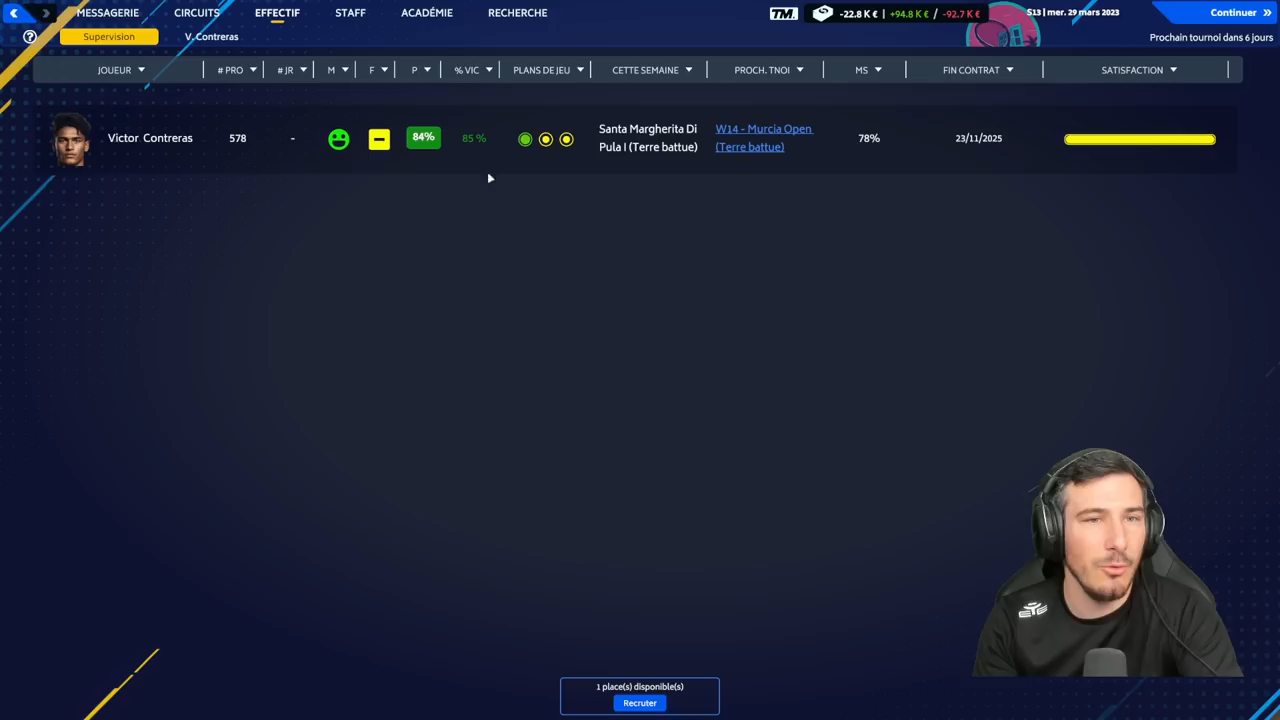 MESSAGERIE CIRCUITS EFFECTIF STAFF ACADÉMIE RECHERCHE
TM. -22.8 K € | +94.8 K € / -92.7 K €
S13 | mer. 29 mars 2023
Continuer
Supervision V. Contreras
Prochain tournoi dans 6 jours
JOUEUR # PRO # JR M F P % VIC PLANS DE JEU CETTE SEMAINE PROCH. TNOI MS FIN CONTRAT SATISFACTION
Victor Contreras 578 - 84% 85 %
Santa Margherita Di
Pula I (Terre battue)
W14 - Murcia Open
(Terre battue)
78% 23/11/2025
1 place(s) disponible(s)
Recruter
EYE